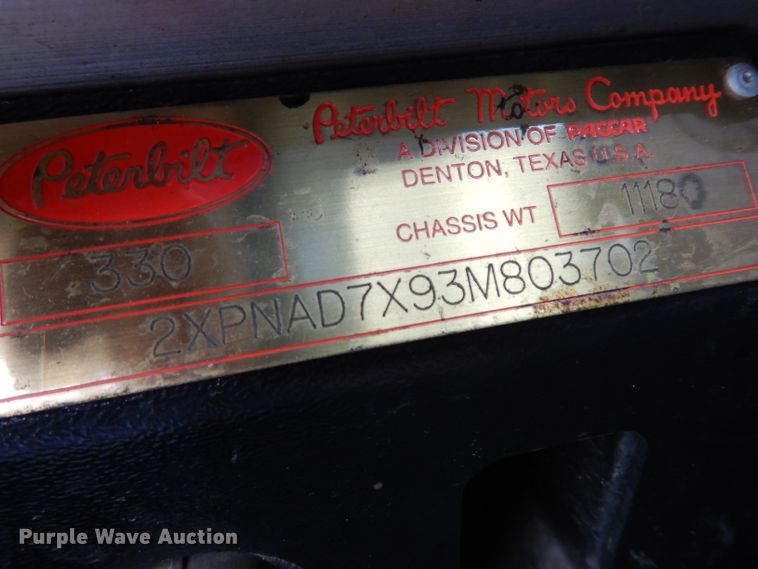 Peterbilt
Peterbilt Motors Company
A DIVISION OF PACCAR
DENTON, TEXAS U.S.A.
CHASSIS WT 11180
330
2XPNAD7X93M803702
Purple Wave Auction